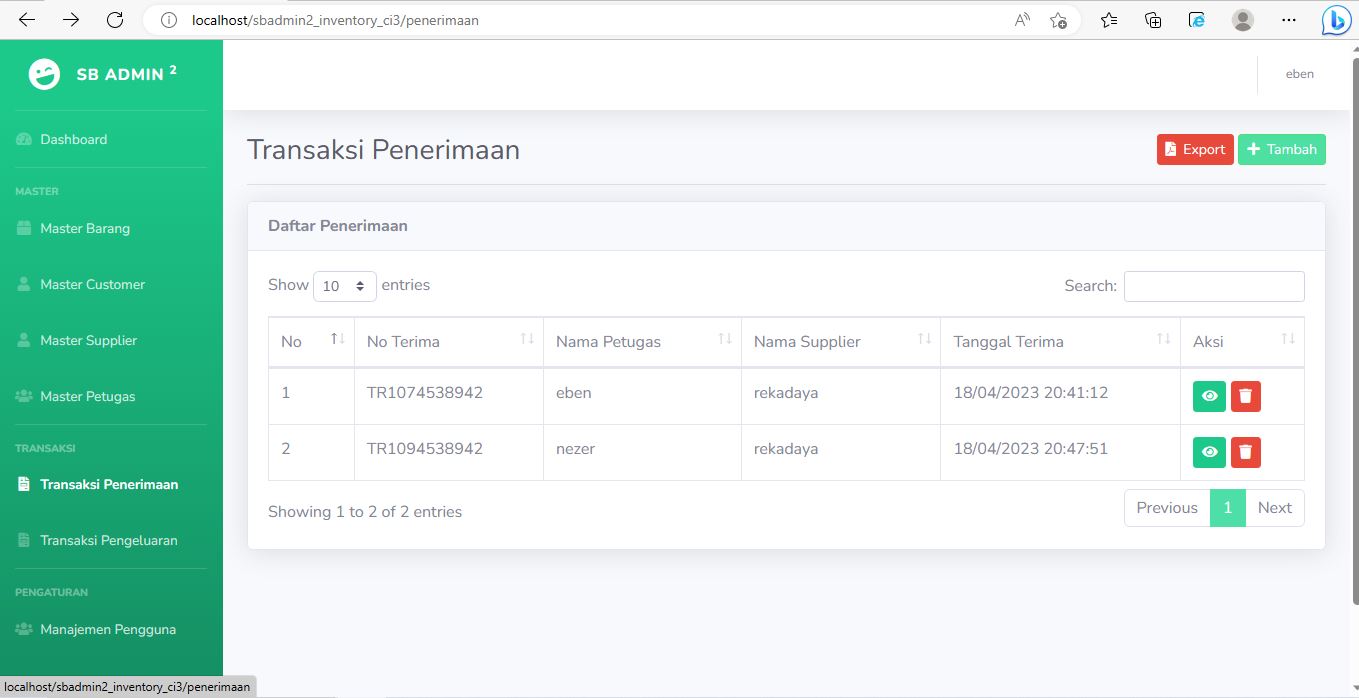 localhost/sbadmin2_inventory_ci3/penerimaan
SB ADMIN 2
eben
Dashboard
MASTER
Master Barang
Master Customer
Master Supplier
Master Petugas
TRANSAKSI
Transaksi Penerimaan
Transaksi Pengeluaran
PENGATURAN
Manajemen Pengguna
Transaksi Penerimaan
Export
Tambah
Daftar Penerimaan
Show 10 entries
Search:
No No Terima Nama Petugas Nama Supplier Tanggal Terima Aksi
1 TR1074538942 eben rekadaya 18/04/2023 20:41:12
2 TR1094538942 nezer rekadaya 18/04/2023 20:47:51
Showing 1 to 2 of 2 entries
Previous 1 Next
localhost/sbadmin2_inventory_ci3/penerimaan